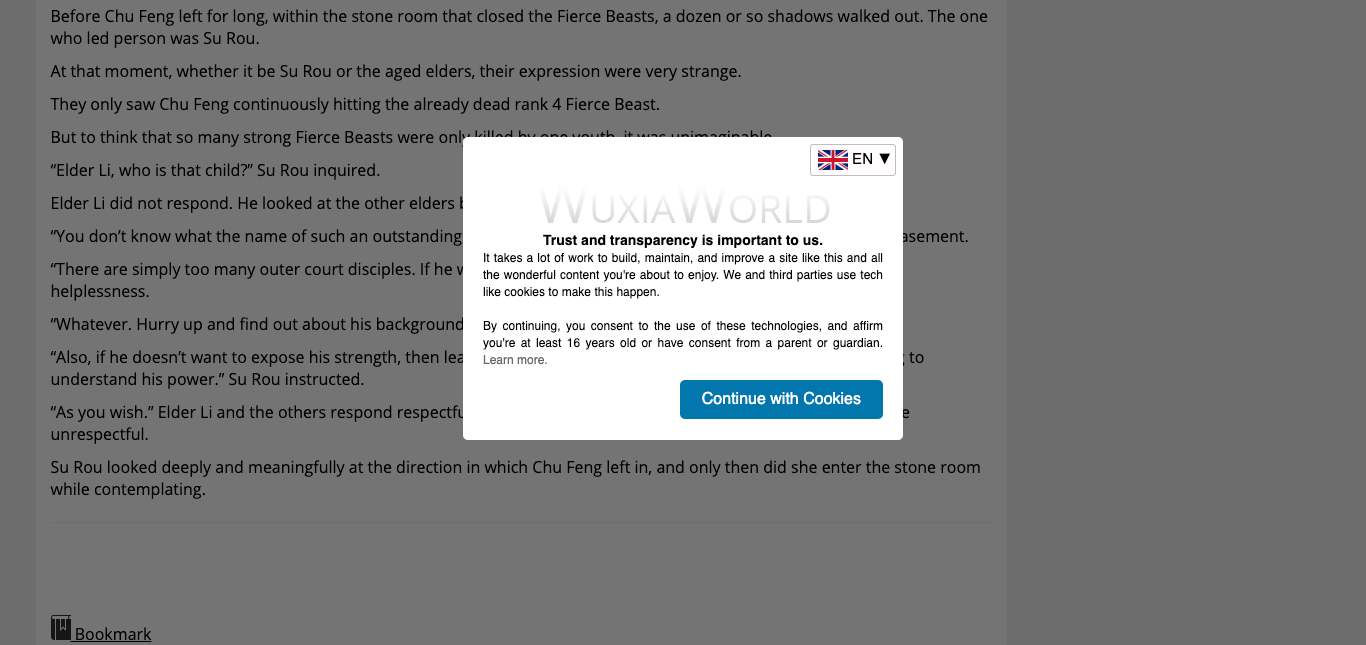 Before Chu Feng left for long, within the stone room that closed the Fierce Beasts, a dozen or so shadows walked out. The one
who led person was Su Rou.
At that moment, whether it be Su Rou or the aged elders, their expression were very strange.
They only saw Chu Feng continuously hitting the already dead rank 4 Fierce Beast.
But to think that so many strong Fierce Beasts were only killed by one youth, it was unimaginable.
“Elder Li, who is that child?” Su Rou inquired.
Elder Li did not respond. He looked at the other elders
“You don’t know what the name of such an outstanding
asement.
“There are simply too many outer court disciples. If he
helplessness.
“Whatever. Hurry up and find out about his background
“Also, if he doesn’t want to expose his strength, then
to
understand his power.” Su Rou instructed.
“As you wish.” Elder Li and the others respond
unrespectful.
Su Rou looked deeply and meaningfully at the direction in which Chu Feng left in, and only then did she enter the stone room
while contemplating.
Bookmark
EN ▼
WUXIAWORLD
Trust and transparency is important to us.
It takes a lot of work to build, maintain, and improve a site like this and all
the wonderful content you're about to enjoy. We and third parties use tech
like cookies to make this happen.
By continuing, you consent to the use of these technologies, and affirm
you're at least 16 years old or have consent from a parent or guardian.
Learn more.
Continue with Cookies